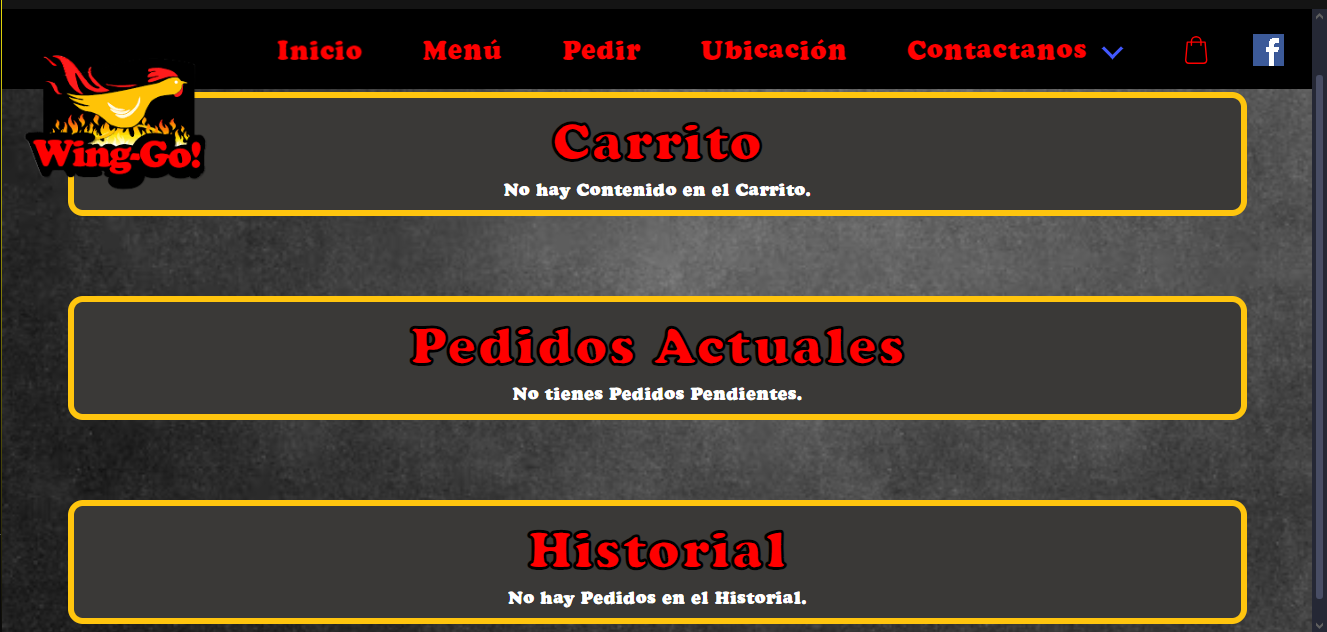 Inicio Menú Pedir Ubicación Contactanos
Wing-Go!
Carrito
No hay Contenido en el Carrito.
Pedidos Actuales
No tienes Pedidos Pendientes.
Historial
No hay Pedidos en el Historial.